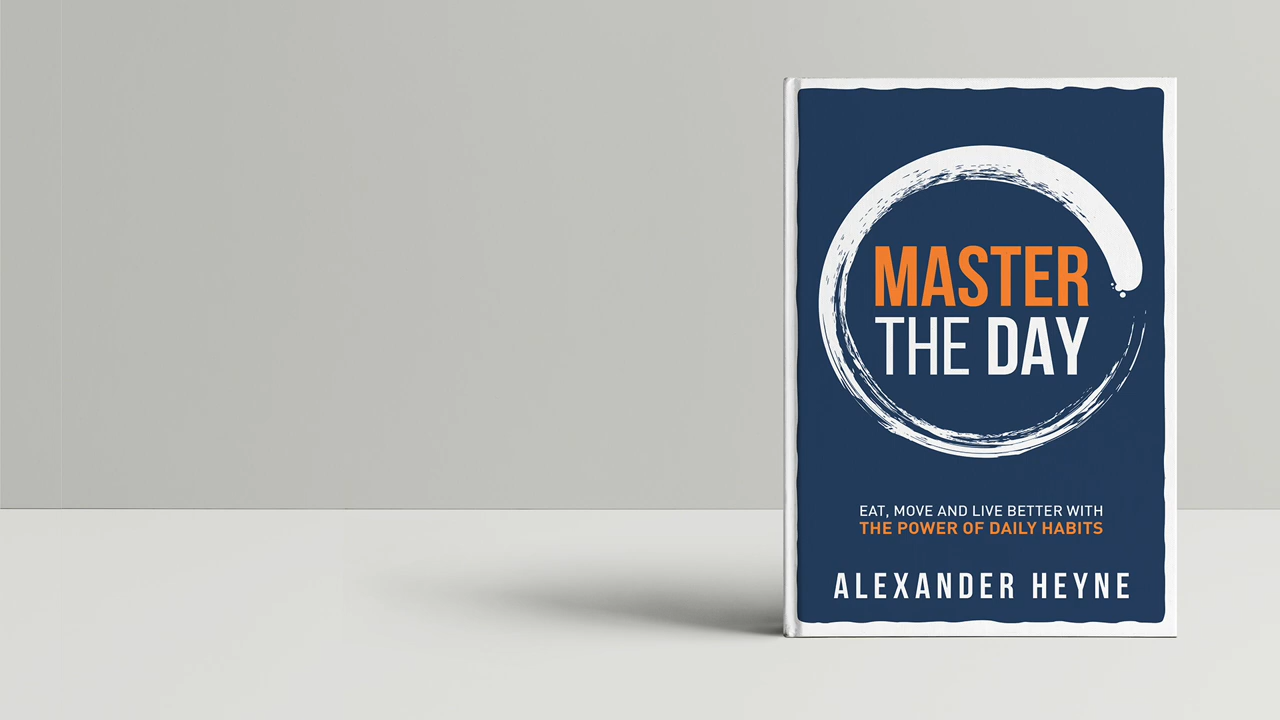 MASTER
THE DAY
EAT, MOVE AND LIVE BETTER WITH
THE POWER OF DAILY HABITS
ALEXANDER HEYNE